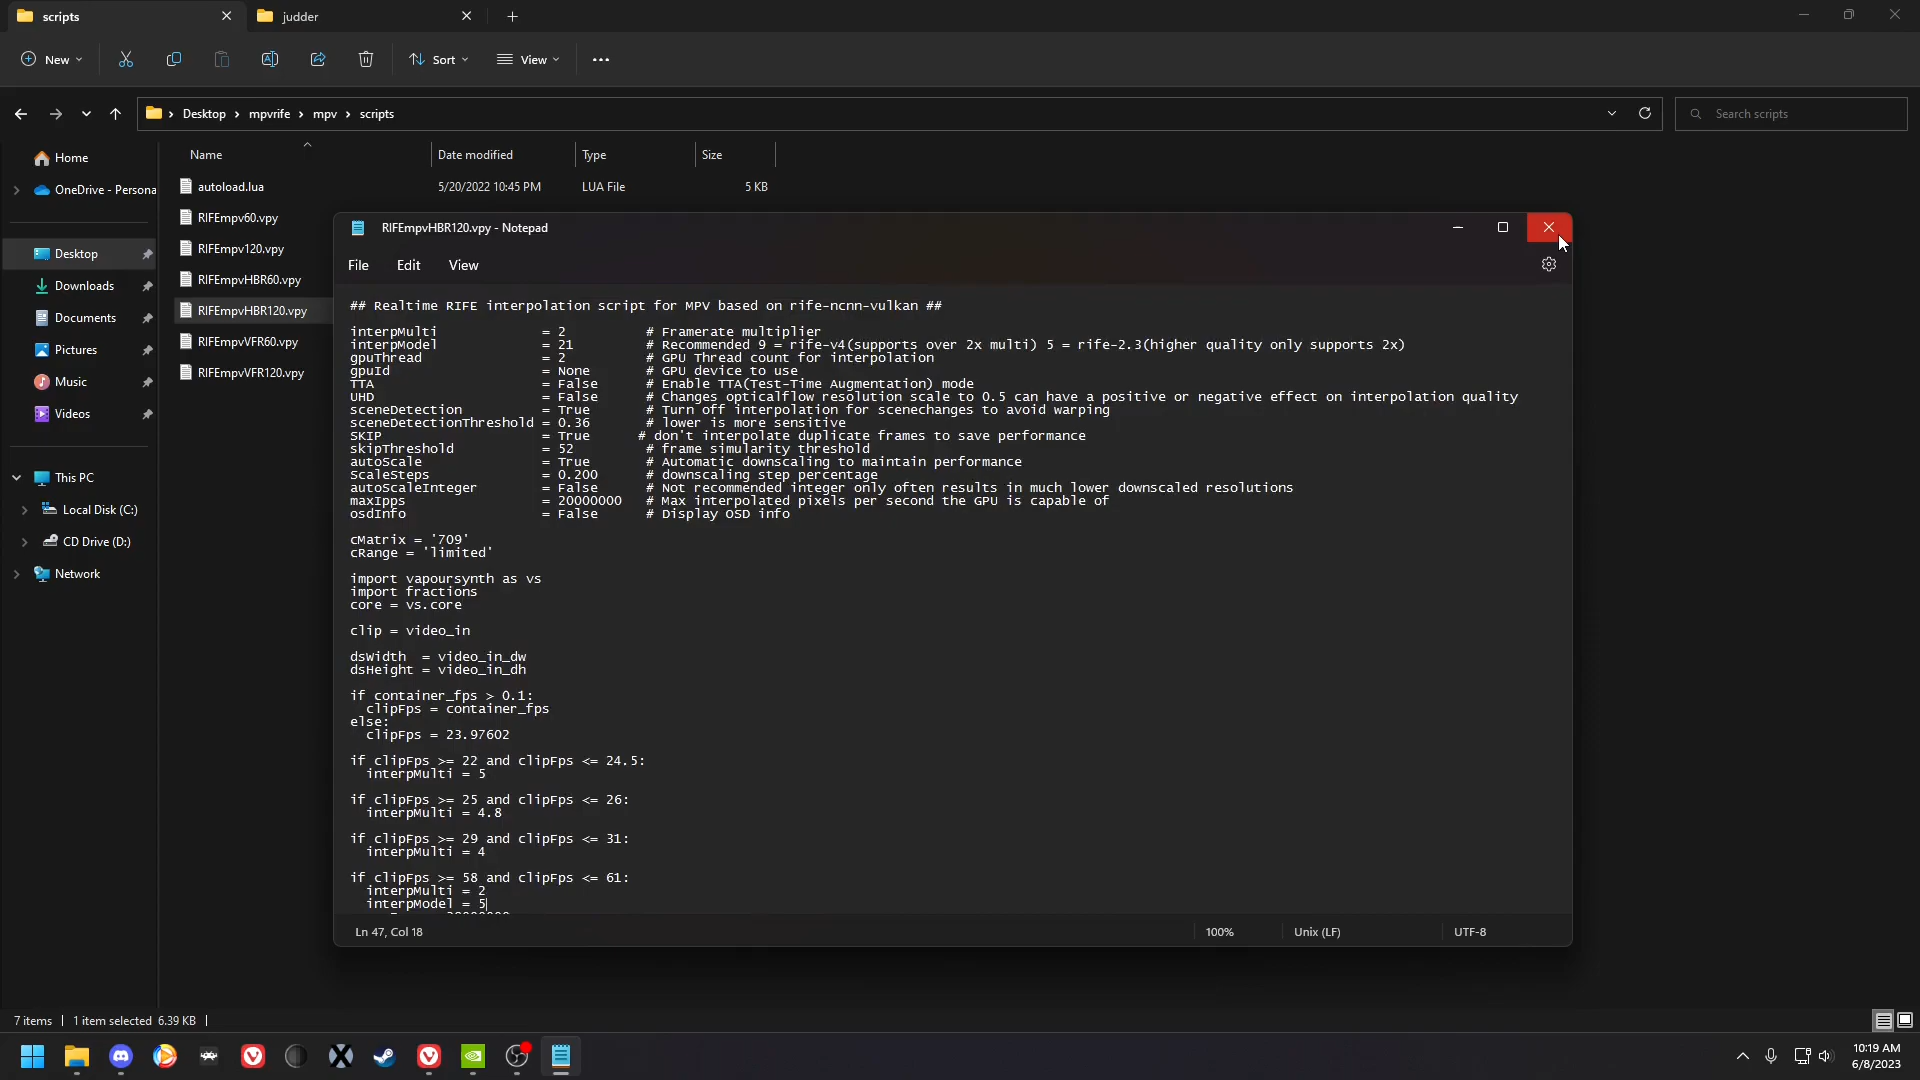 scripts
judder
New
Sort
View
Desktop
mpvrife
mpv
scripts
Search scripts
Home
OneDrive - Persona
Desktop
Downloads
Documents
Pictures
Music
Videos
This PC
Local Disk (C:)
CD Drive (D:)
Network
Name
Date modified
Type
Size
autoload.lua
5/20/2022 10:45 PM
LUA File
5 KB
RIFEmpv60.vpy
RIFEmpv120.vpy
RIFEmpvHBR60.vpy
RIFEmpvHBR120.vpy
RIFEmpvVFR60.vpy
RIFEmpvVFR120.vpy
RIFEmpvHBR120.vpy - Notepad
File
Edit
View
## Realtime RIFE interpolation script for MPV based on rife-ncnn-vulkan ##
interpMulti = 2 # Framerate multiplier
interpModel = 21 # Recommended 9 = rife-v4(supports over 2x multi) 5 = rife-2.3(higher quality only supports 2x)
gpuThread = 2 # GPU Thread count for interpolation
gpuId = None # GPU device to use
TTA = False # Enable TTA(Test-Time Augmentation) mode
UHD = False # Changes opticalflow resolution scale to 0.5 can have a positive or negative effect on interpolation quality
sceneDetection = True # Turn off interpolation for scenechanges to avoid warping
sceneDetectionThreshold = 0.36 # lower is more sensitive
SKIP = True # don't interpolate duplicate frames to save performance
skipThreshold = 52 # frame simularity threshold
autoScale = True # Automatic downscaling to maintain performance
ScaleSteps = 0.200 # downscaling step percentage
autoScaleInteger = False # Not recommended integer only often results in much lower downscaled resolutions
maxIpps = 20000000 # Max interpolated pixels per second the GPU is capable of
osdInfo = False # Display OSD info
cMatrix = '709'
cRange = 'limited'
import vapoursynth as vs
import fractions
core = vs.core
clip = video_in
dsWidth = video_in_dw
dsHeight = video_in_dh
if container_fps > 0.1:
clipFps = container_fps
else:
clipFps = 23.97602
if clipFps >= 22 and clipFps <= 24.5:
interpMulti = 5
if clipFps >= 25 and clipFps <= 26:
interpMulti = 4.8
if clipFps >= 29 and clipFps <= 31:
interpMulti = 4
if clipFps >= 58 and clipFps <= 61:
interpMulti = 2
interpModel = 5
Ln 47, Col 18
100%
Unix (LF)
UTF-8
7 items
1 item selected 6.39 KB
10:19 AM
6/8/2023